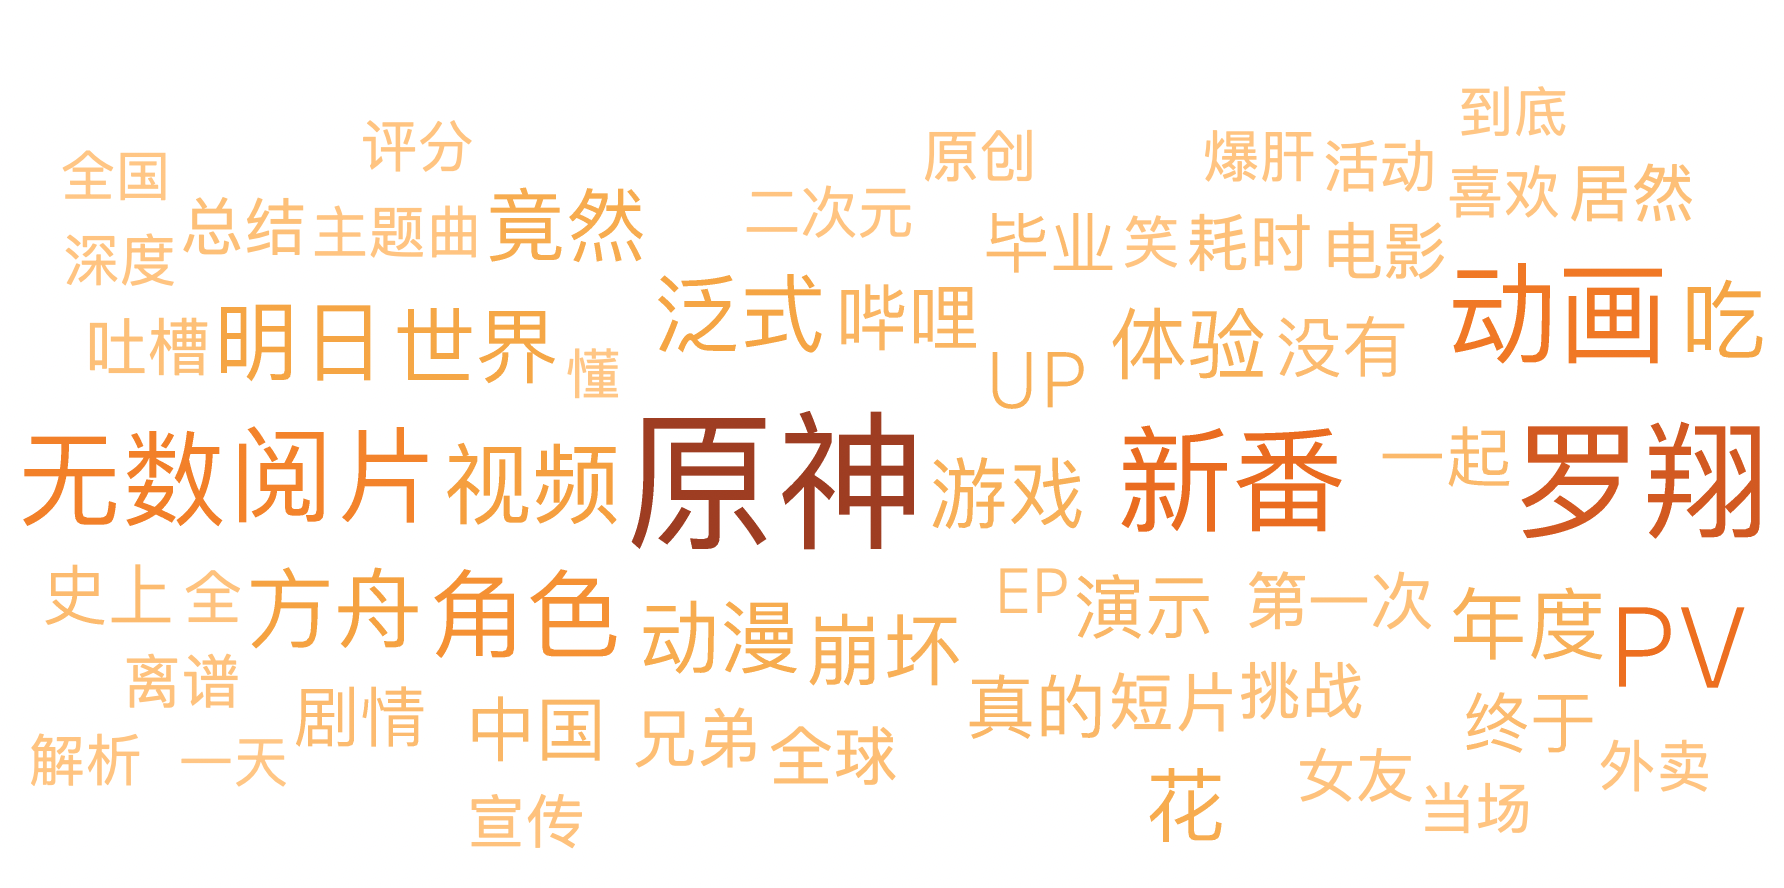 到底
评分
原创
爆肝 活动
全国
总结 主题曲 竟然
二次元
喜欢 居然
深度
毕业 笑 耗时 电影
吐槽 明日 世界 懂
泛式 哔哩
UP
体验 没有
动画 吃
无数 阅片 视频 原神 游戏 新番 一起 罗翔
史上 全 方舟 角色 动漫 崩坏
EP 演示 第一次 年度 PV
离谱
剧情 中国 兄弟 全球
真的 短片 挑战
终于
解析 一天
女友 外卖
宣传
花
当场